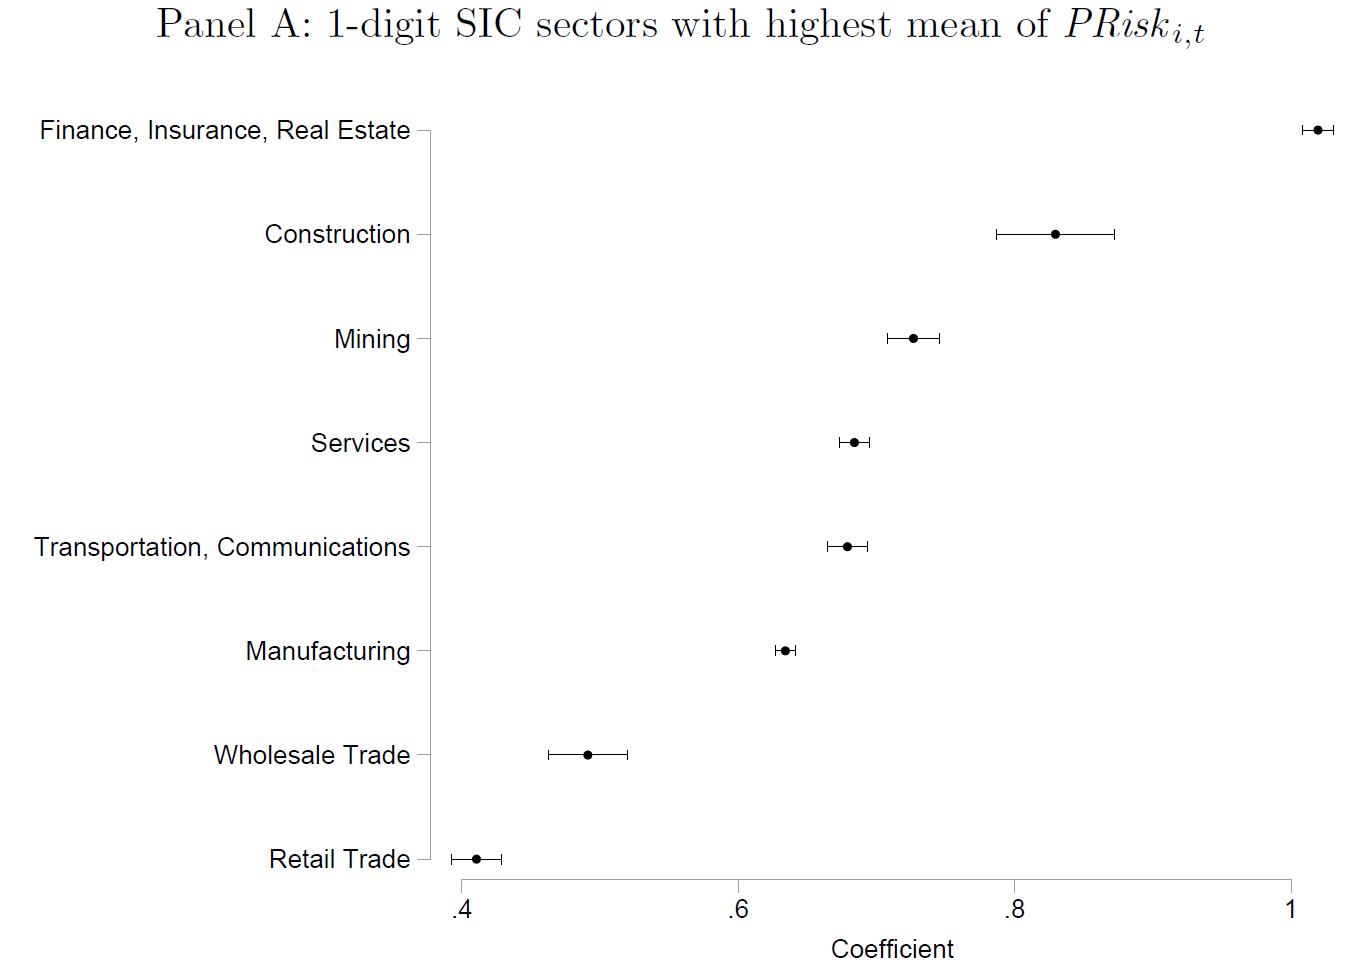 Panel A: 1-digit SIC sectors with highest mean of PRisk_{i,t}
Finance, Insurance, Real Estate
Construction
Mining
Services
Transportation, Communications
Manufacturing
Wholesale Trade
Retail Trade
.4 .6 .8 1
Coefficient